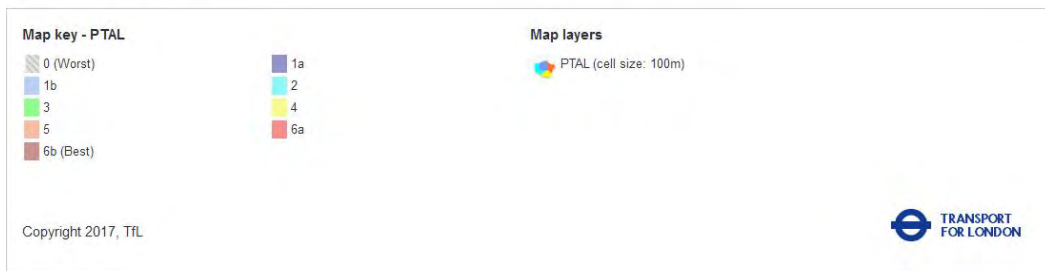 Map key - PTAL
0 (Worst)
1a
1b
2
3
4
5
6a
6b (Best)
Map layers
PTAL (cell size: 100m)
Copyright 2017, TfL
TRANSPORT
FOR LONDON